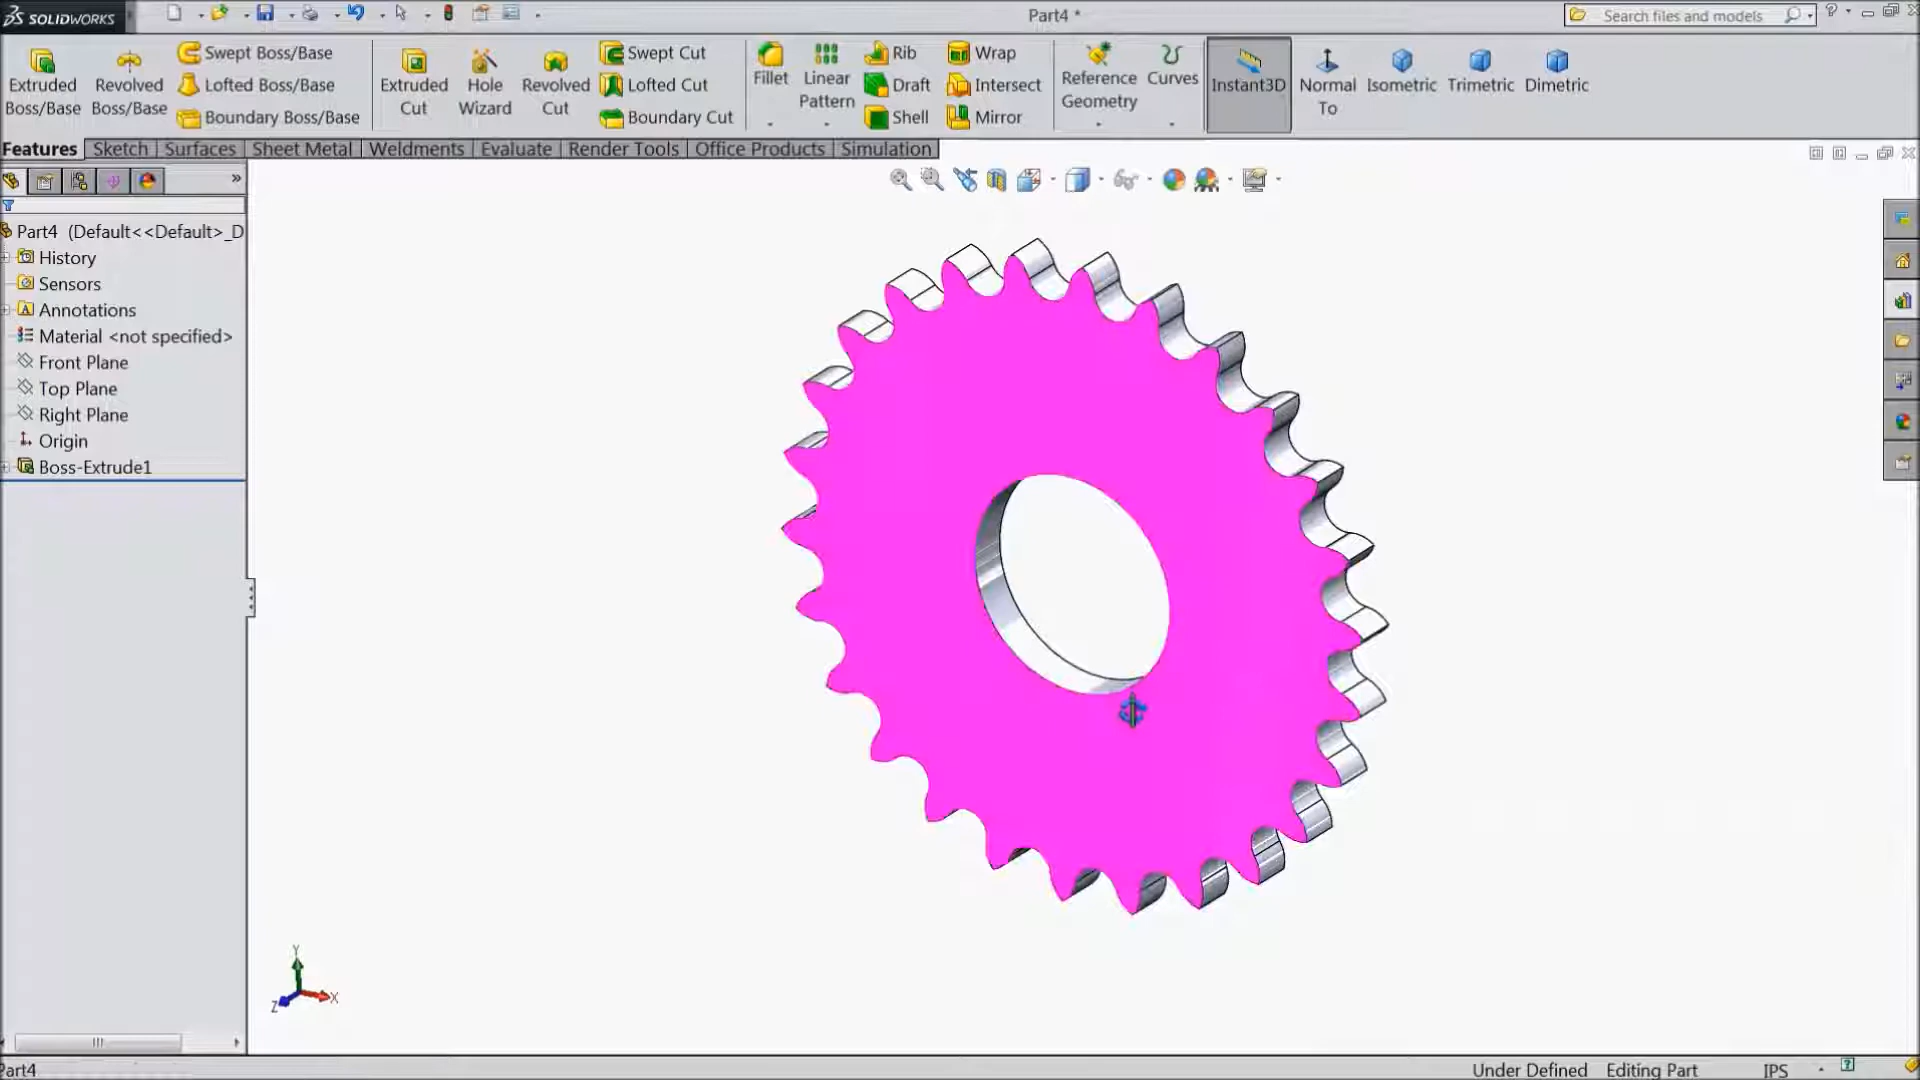 SOLIDWORKS
Part4 *
Search files and models
?
Extruded Boss/Base
Revolved Boss/Base
Swept Boss/Base
Lofted Boss/Base
Boundary Boss/Base
Extruded Cut
Hole Wizard
Revolved Cut
Swept Cut
Lofted Cut
Boundary Cut
Fillet
Linear Pattern
Rib
Draft
Shell
Wrap
Intersect
Mirror
Reference Geometry
Curves
Instant3D
Normal To
Isometric
Trimetric
Dimetric
Features Sketch Surfaces Sheet Metal Weldments Evaluate Render Tools Office Products Simulation
»
Part4 (Default<<Default>_D
History
Sensors
A Annotations
Material <not specified>
Front Plane
Top Plane
Right Plane
Origin
Boss-Extrude1
Y
Z
X
Part4
Under Defined Editing Part IPS ?